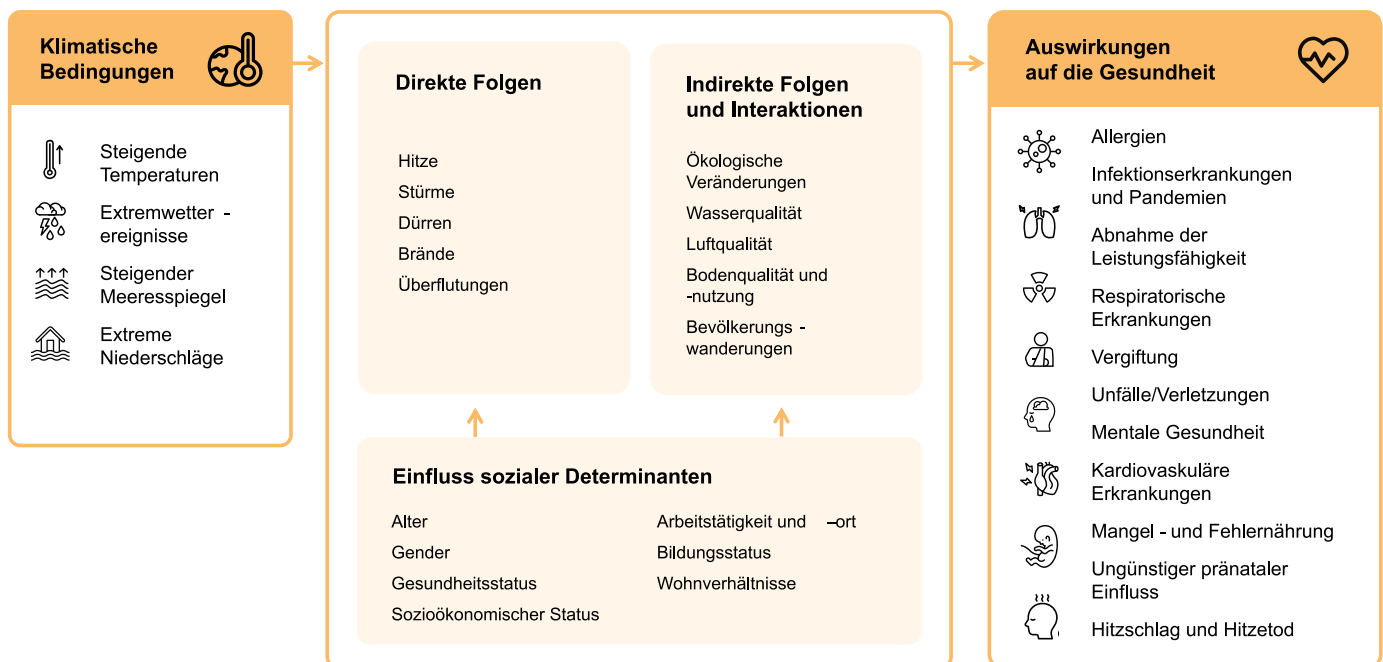 Klimatische
Bedingungen
Steigende
Temperaturen
Extremwetter -
ereignisse
Steigender
Meeresspiegel
Extreme
Niederschläge
Direkte Folgen
Hitze
Stürme
Dürren
Brände
Überflutungen
Indirekte Folgen
und Interaktionen
Ökologische
Veränderungen
Wasserqualität
Luftqualität
Bodenqualität und
-nutzung
Bevölkerungs -
wanderungen
Einfluss sozialer Determinanten
Alter
Gender
Gesundheitsstatus
Sozioökonomischer Status
Arbeitstätigkeit und –ort
Bildungsstatus
Wohnverhältnisse
Auswirkungen
auf die Gesundheit
Allergien
Infektionserkrankungen
und Pandemien
Abnahme der
Leistungsfähigkeit
Respiratorische
Erkrankungen
Vergiftung
Unfälle/Verletzungen
Mentale Gesundheit
Kardiovaskuläre
Erkrankungen
Mangel - und Fehlernährung
Ungünstiger pränataler
Einfluss
Hitzschlag und Hitzetod